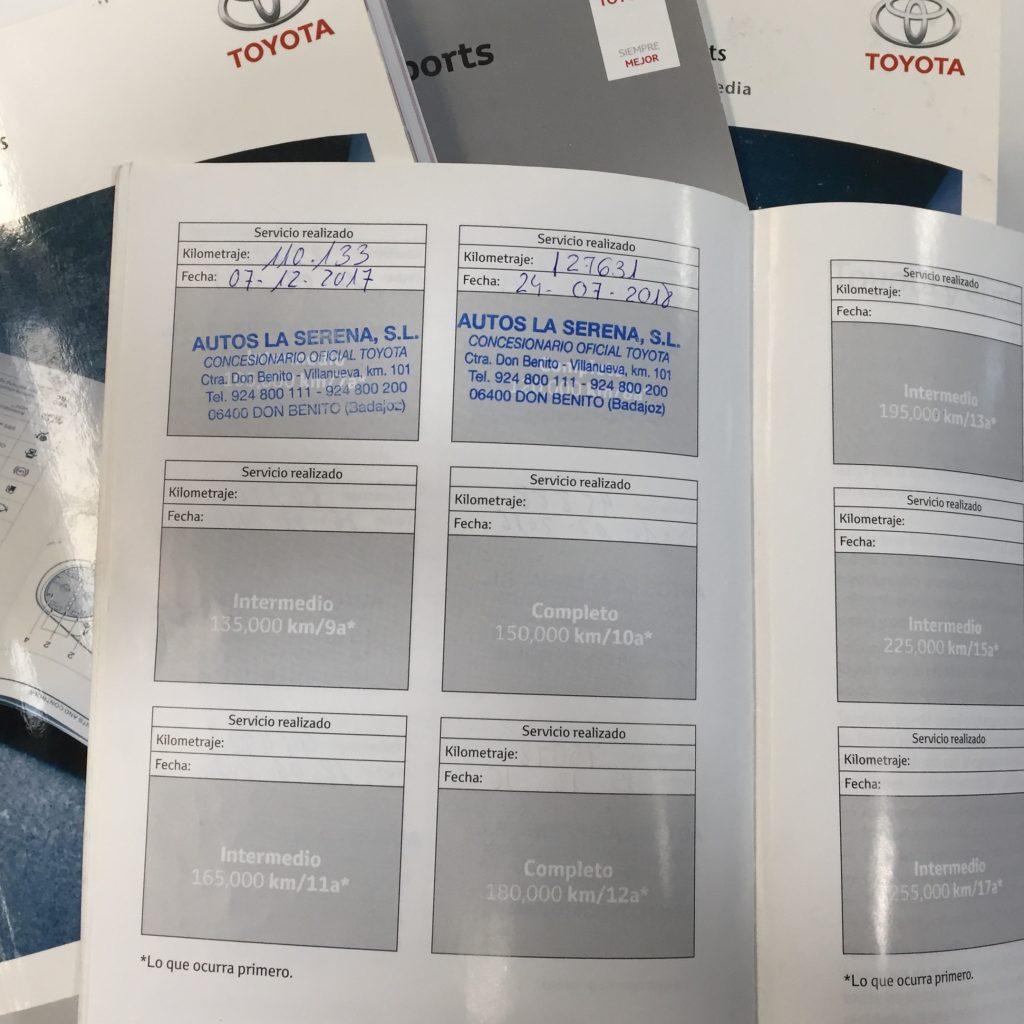 TOYOTA
ports
SIEMPRE
MEJOR
ts
edia
TOYOTA
Servicio realizado
Kilometraje: 110.133
Fecha: 07-12-2017
AUTOS LA SERENA, S.L.
CONCESIONARIO OFICIAL TOYOTA
Ctra. Don Benito - Villanueva, km. 101
Tel. 924 800 111 - 924 800 200
06400 DON BENITO (Badajoz)
Servicio realizado
Kilometraje: 127631
Fecha: 24-07-2018
AUTOS LA SERENA, S.L.
CONCESIONARIO OFICIAL TOYOTA
Ctra. Don Benito - Villanueva, km. 101
Tel. 924 800 111 - 924 800 200
06400 DON BENITO (Badajoz)
Servicio realizado
Kilometraje:
Fecha:
Intermedio
135,000 km/9a*
Servicio realizado
Kilometraje:
Fecha:
Completo
150,000 km/10a*
Servicio realizado
Kilometraje:
Fecha:
Intermedio
165,000 km/11a*
Servicio realizado
Kilometraje:
Fecha:
Completo
180,000 km/12a*
*Lo que ocurra primero.
Servicio realizado
Kilometraje:
Fecha:
Intermedio
195,000 km/13a*
Servicio realizado
Kilometraje:
Fecha:
Intermedio
225,000 km/15a*
Servicio realizado
Kilometraje:
Fecha:
Intermedio
255,000 km/17a*
*Lo que ocurra primero.